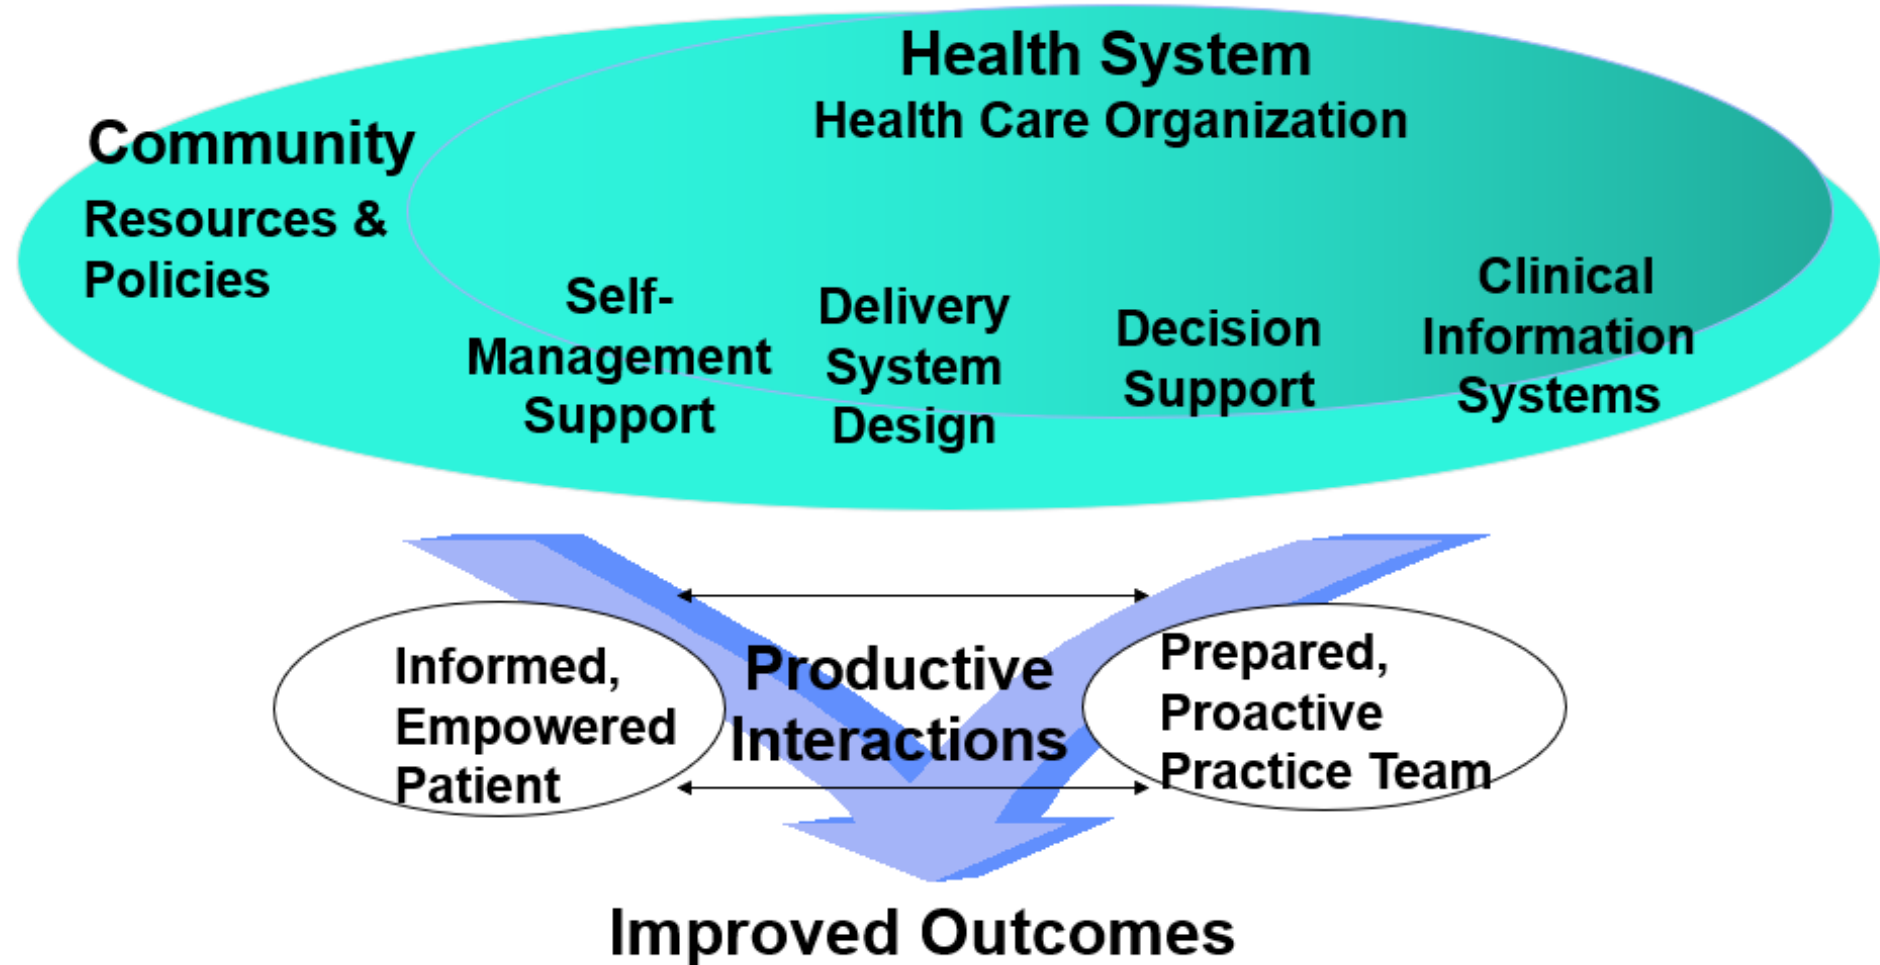 Health System
Health Care Organization
Community
Resources &
Policies
Self-
Management
Support
Delivery
System
Design
Decision
Support
Clinical
Information
Systems
Informed,
Empowered
Patient
Productive
Interactions
Prepared,
Proactive
Practice Team
Improved Outcomes